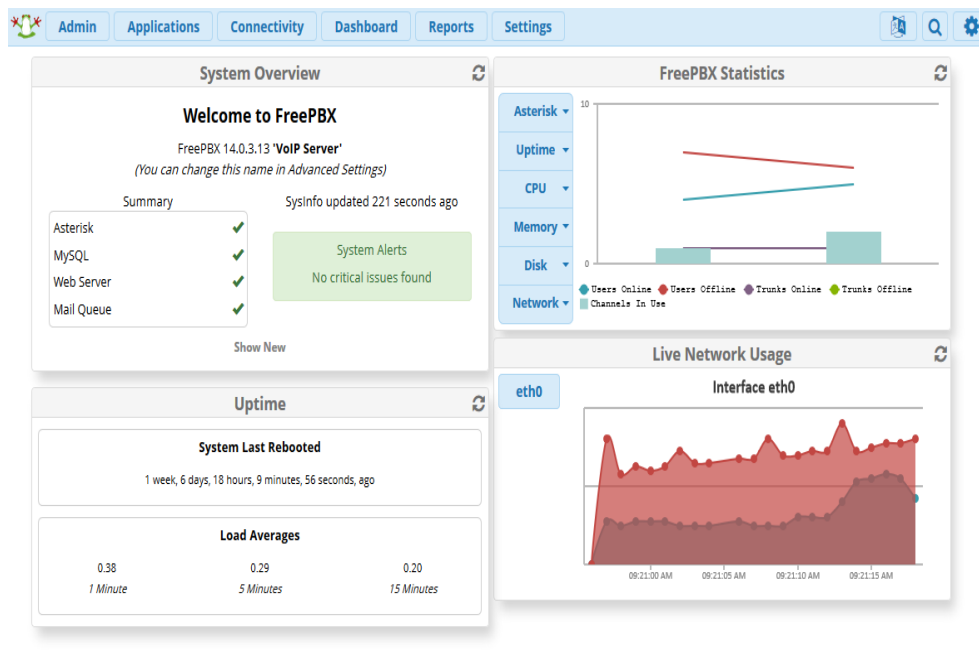 Admin
Applications
Connectivity
Dashboard
Reports
Settings
System Overview
Welcome to FreePBX
FreePBX 14.0.3.13 'VoIP Server'
(You can change this name in Advanced Settings)
Summary
SysInfo updated 221 seconds ago
Asterisk
MySQL
Web Server
Mail Queue
System Alerts
No critical issues found
Show New
FreePBX Statistics
Asterisk
Uptime
CPU
Memory
Disk
Network
10
0
Users Online Users Offline Trunks Online Trunks Offline
Channels In Use
Uptime
System Last Rebooted
1 week, 6 days, 18 hours, 9 minutes, 56 seconds, ago
Load Averages
0.38 0.29 0.20
1 Minute 5 Minutes 15 Minutes
Live Network Usage
eth0
Interface eth0
09:21:00 AM 09:21:05 AM 09:21:10 AM 09:21:15 AM